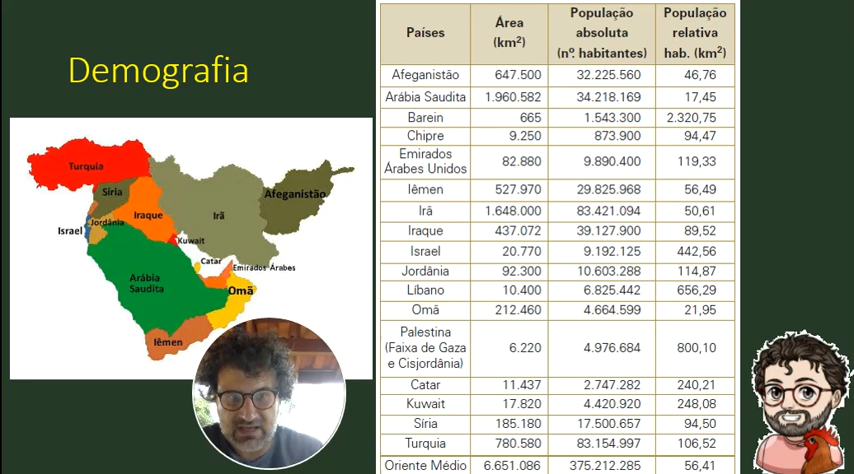 Demografia
Turquia
Síria
Iraque
Irã
Afeganistão
Israel
Jordânia
Kuwait
Catar
Emirados Árabes
Arábia
Saudita
Omã
Iêmen
Países Área (km²) População absoluta (nº. habitantes) População relativa hab. (km²)
Afeganistão 647.500 32.225.560 46,76
Arábia Saudita 1.960.582 34.218.169 17,45
Barein 665 1.543.300 2.320,75
Chipre 9.250 873.900 94,47
Emirados
Árabes Unidos 82.880 9.890.400 119,33
Iêmen 527.970 29.825.968 56,49
Irã 1.648.000 83.421.094 50,61
Iraque 437.072 39.127.900 89,52
Israel 20.770 9.192.125 442,56
Jordânia 92.300 10.603.288 114,87
Líbano 10.400 6.825.442 656,29
Omã 212.460 4.664.599 21,95
Palestina
(Faixa de Gaza 6.220 4.976.684 800,10
e Cisjordânia)
Catar 11.437 2.747.282 240,21
Kuwait 17.820 4.420.920 248,08
Síria 185.180 17.500.657 94,50
Turquia 780.580 83.154.997 106,52
Oriente Médio 6.651.086 375.212.285 56,41